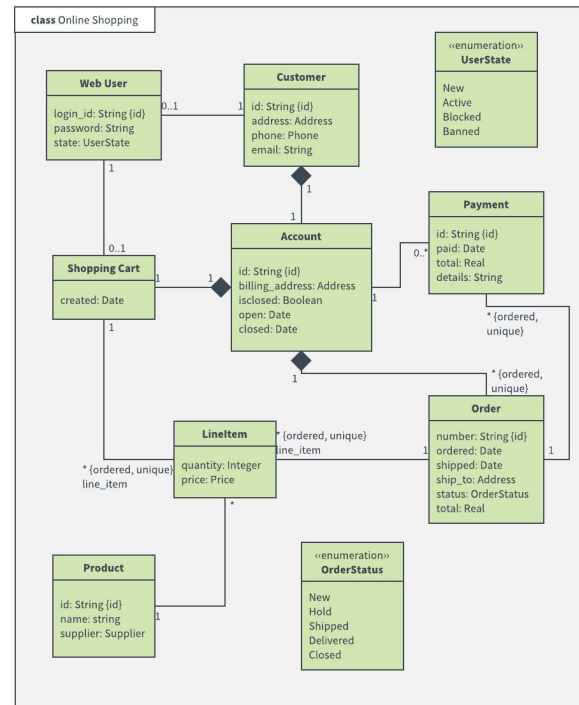 class Online Shopping
Web User
login_id: String {id}
password: String
state: UserState
0..1
1
Customer
id: String {id}
address: Address
phone: Phone
email: String
«enumeration»
UserState
New
Active
Blocked
Banned
1
0..1
1
1
Shopping Cart
created: Date
1
1
Account
id: String {id}
billing_address: Address
isclosed: Boolean
open: Date
closed: Date
1
0..*
Payment
id: String {id}
paid: Date
total: Real
details: String
* {ordered,
unique}
1
1
* {ordered,
unique}
Order
number: String {id}
ordered: Date
shipped: Date
ship_to: Address
status: OrderStatus
total: Real
1
1
* {ordered, unique}
line_item
LineItem
quantity: Integer
price: Price
* {ordered, unique}
line_item
*
Product
id: String {id}
name: string
supplier: Supplier
1
«enumeration»
OrderStatus
New
Hold
Shipped
Delivered
Closed